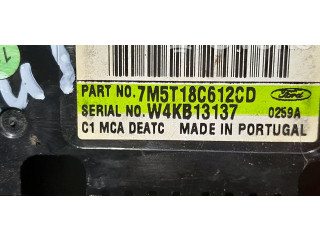 PART NO. 7M5T18C612CD
Ford
SERIAL NO. W4KB13137 0259A
C1 MCA DEATC MADE IN PORTUGAL